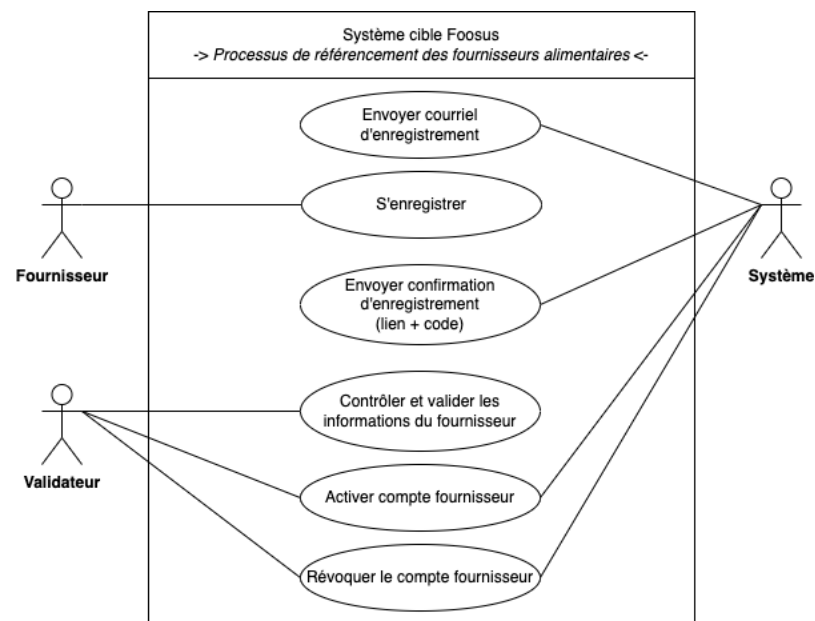 Système cible Foosus
-> Processus de référencement des fournisseurs alimentaires <-
Envoyer courriel
d'enregistrement
S'enregistrer
Fournisseur
Système
Envoyer confirmation
d'enregistrement
(lien + code)
Contrôler et valider les
informations du fournisseur
Validateur
Activer compte fournisseur
Révoquer le compte fournisseur